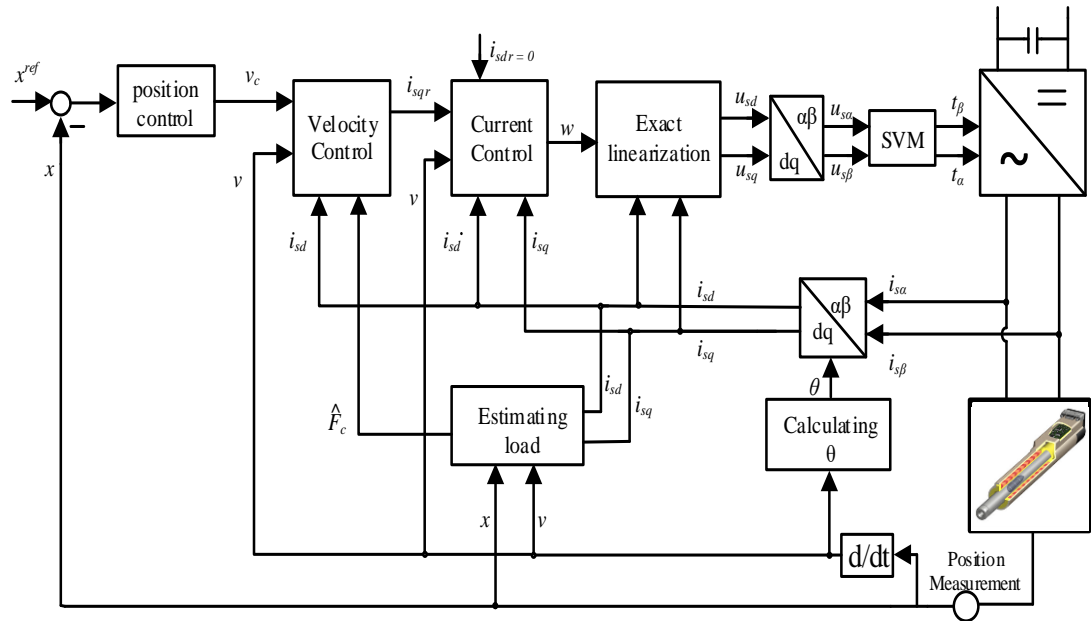 i_sdr = 0
x^ref
position
control
v_c
Velocity
Control
i_sqr
Current
Control
w
Exact
linearization
u_sd
u_sq
αβ
dq
u_sα
u_sβ
SVM
t_β
t_α
=
~
−
x
v
v
i_sd
i_sd·
i_sq
i_sd
i_sq
αβ
dq
i_sα
i_sβ
θ
F̂_c
Estimating
load
i_sd
i_sq
Calculating
θ
x
v
d/dt
Position
Measurement